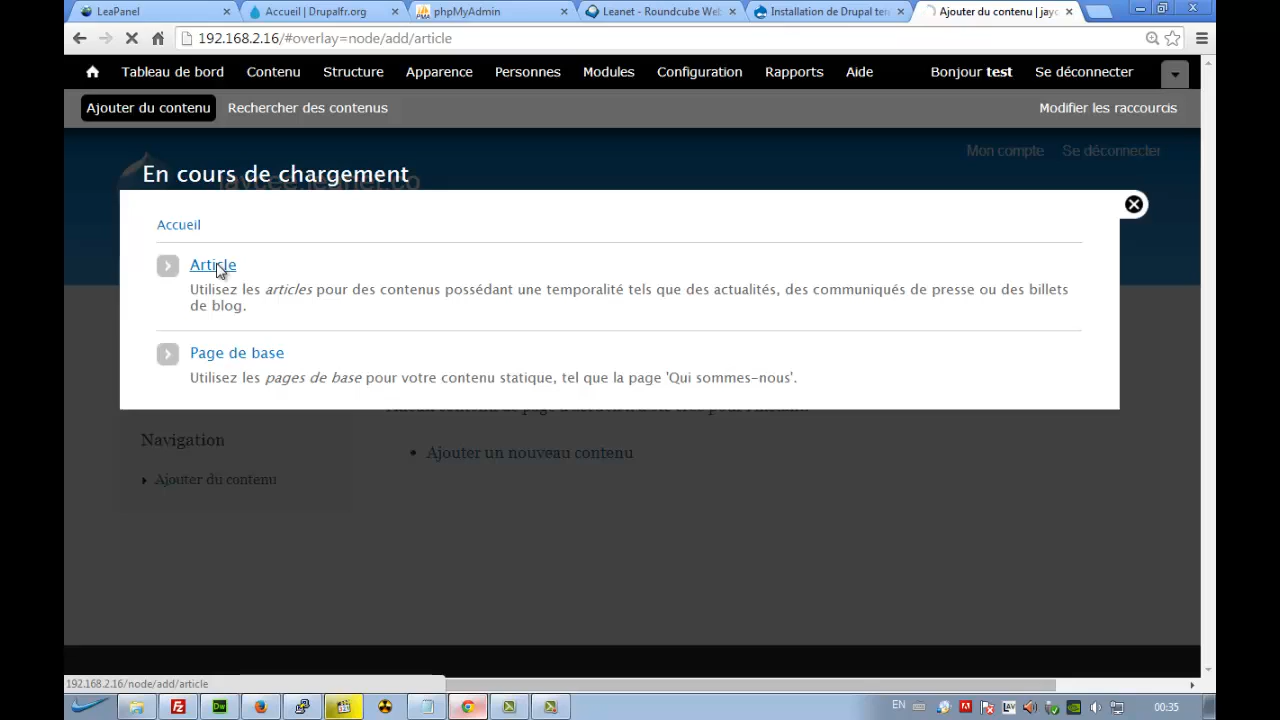 LeaPanel
Accueil | Drupalfr.org
phpMyAdmin
Leanet - Roundcube Web
Installation de Drupal ter
Ajouter du contenu | jayc
192.168.2.16/#overlay=node/add/article
Tableau de bord Contenu Structure Apparence Personnes Modules Configuration Rapports Aide Bonjour test Se déconnecter
Ajouter du contenu Rechercher des contenus Modifier les raccourcis
Mon compte Se déconnecter
En cours de chargement
jaycee.leanet.co
Accueil
Article
Utilisez les articles pour des contenus possédant une temporalité tels que des actualités, des communiqués de presse ou des billets
de blog.
Page de base
Utilisez les pages de base pour votre contenu statique, tel que la page 'Qui sommes-nous'.
Navigation
Ajouter un nouveau contenu
Ajouter du contenu
192.168.2.16/node/add/article
EN 00:35